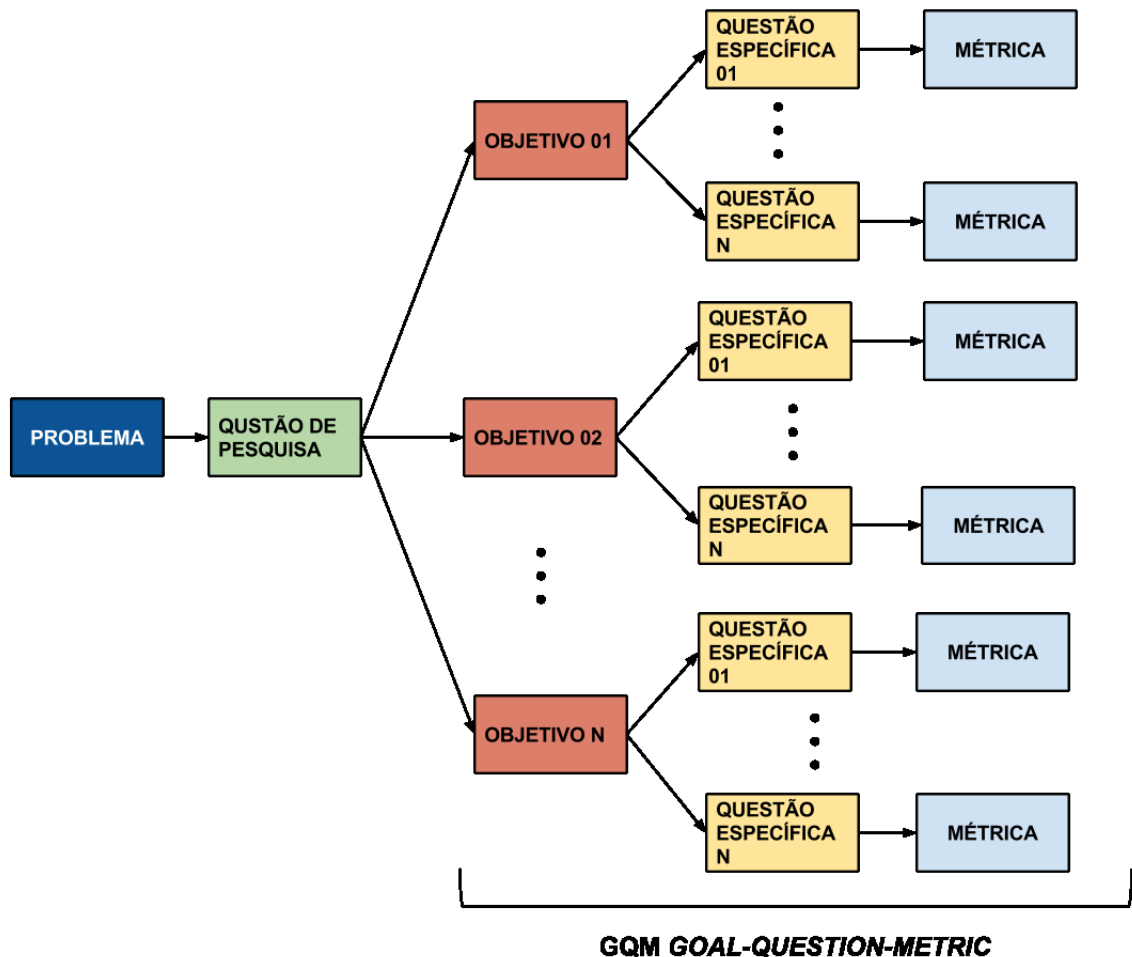 QUESTÃO
ESPECÍFICA
01
MÉTRICA
OBJETIVO 01
QUESTÃO
ESPECÍFICA
N
MÉTRICA
QUESTÃO
ESPECÍFICA
01
MÉTRICA
PROBLEMA
QUSTÃO DE
PESQUISA
OBJETIVO 02
QUESTÃO
ESPECÍFICA
N
MÉTRICA
QUESTÃO
ESPECÍFICA
01
MÉTRICA
OBJETIVO N
QUESTÃO
ESPECÍFICA
N
MÉTRICA
GQM GOAL-QUESTION-METRIC